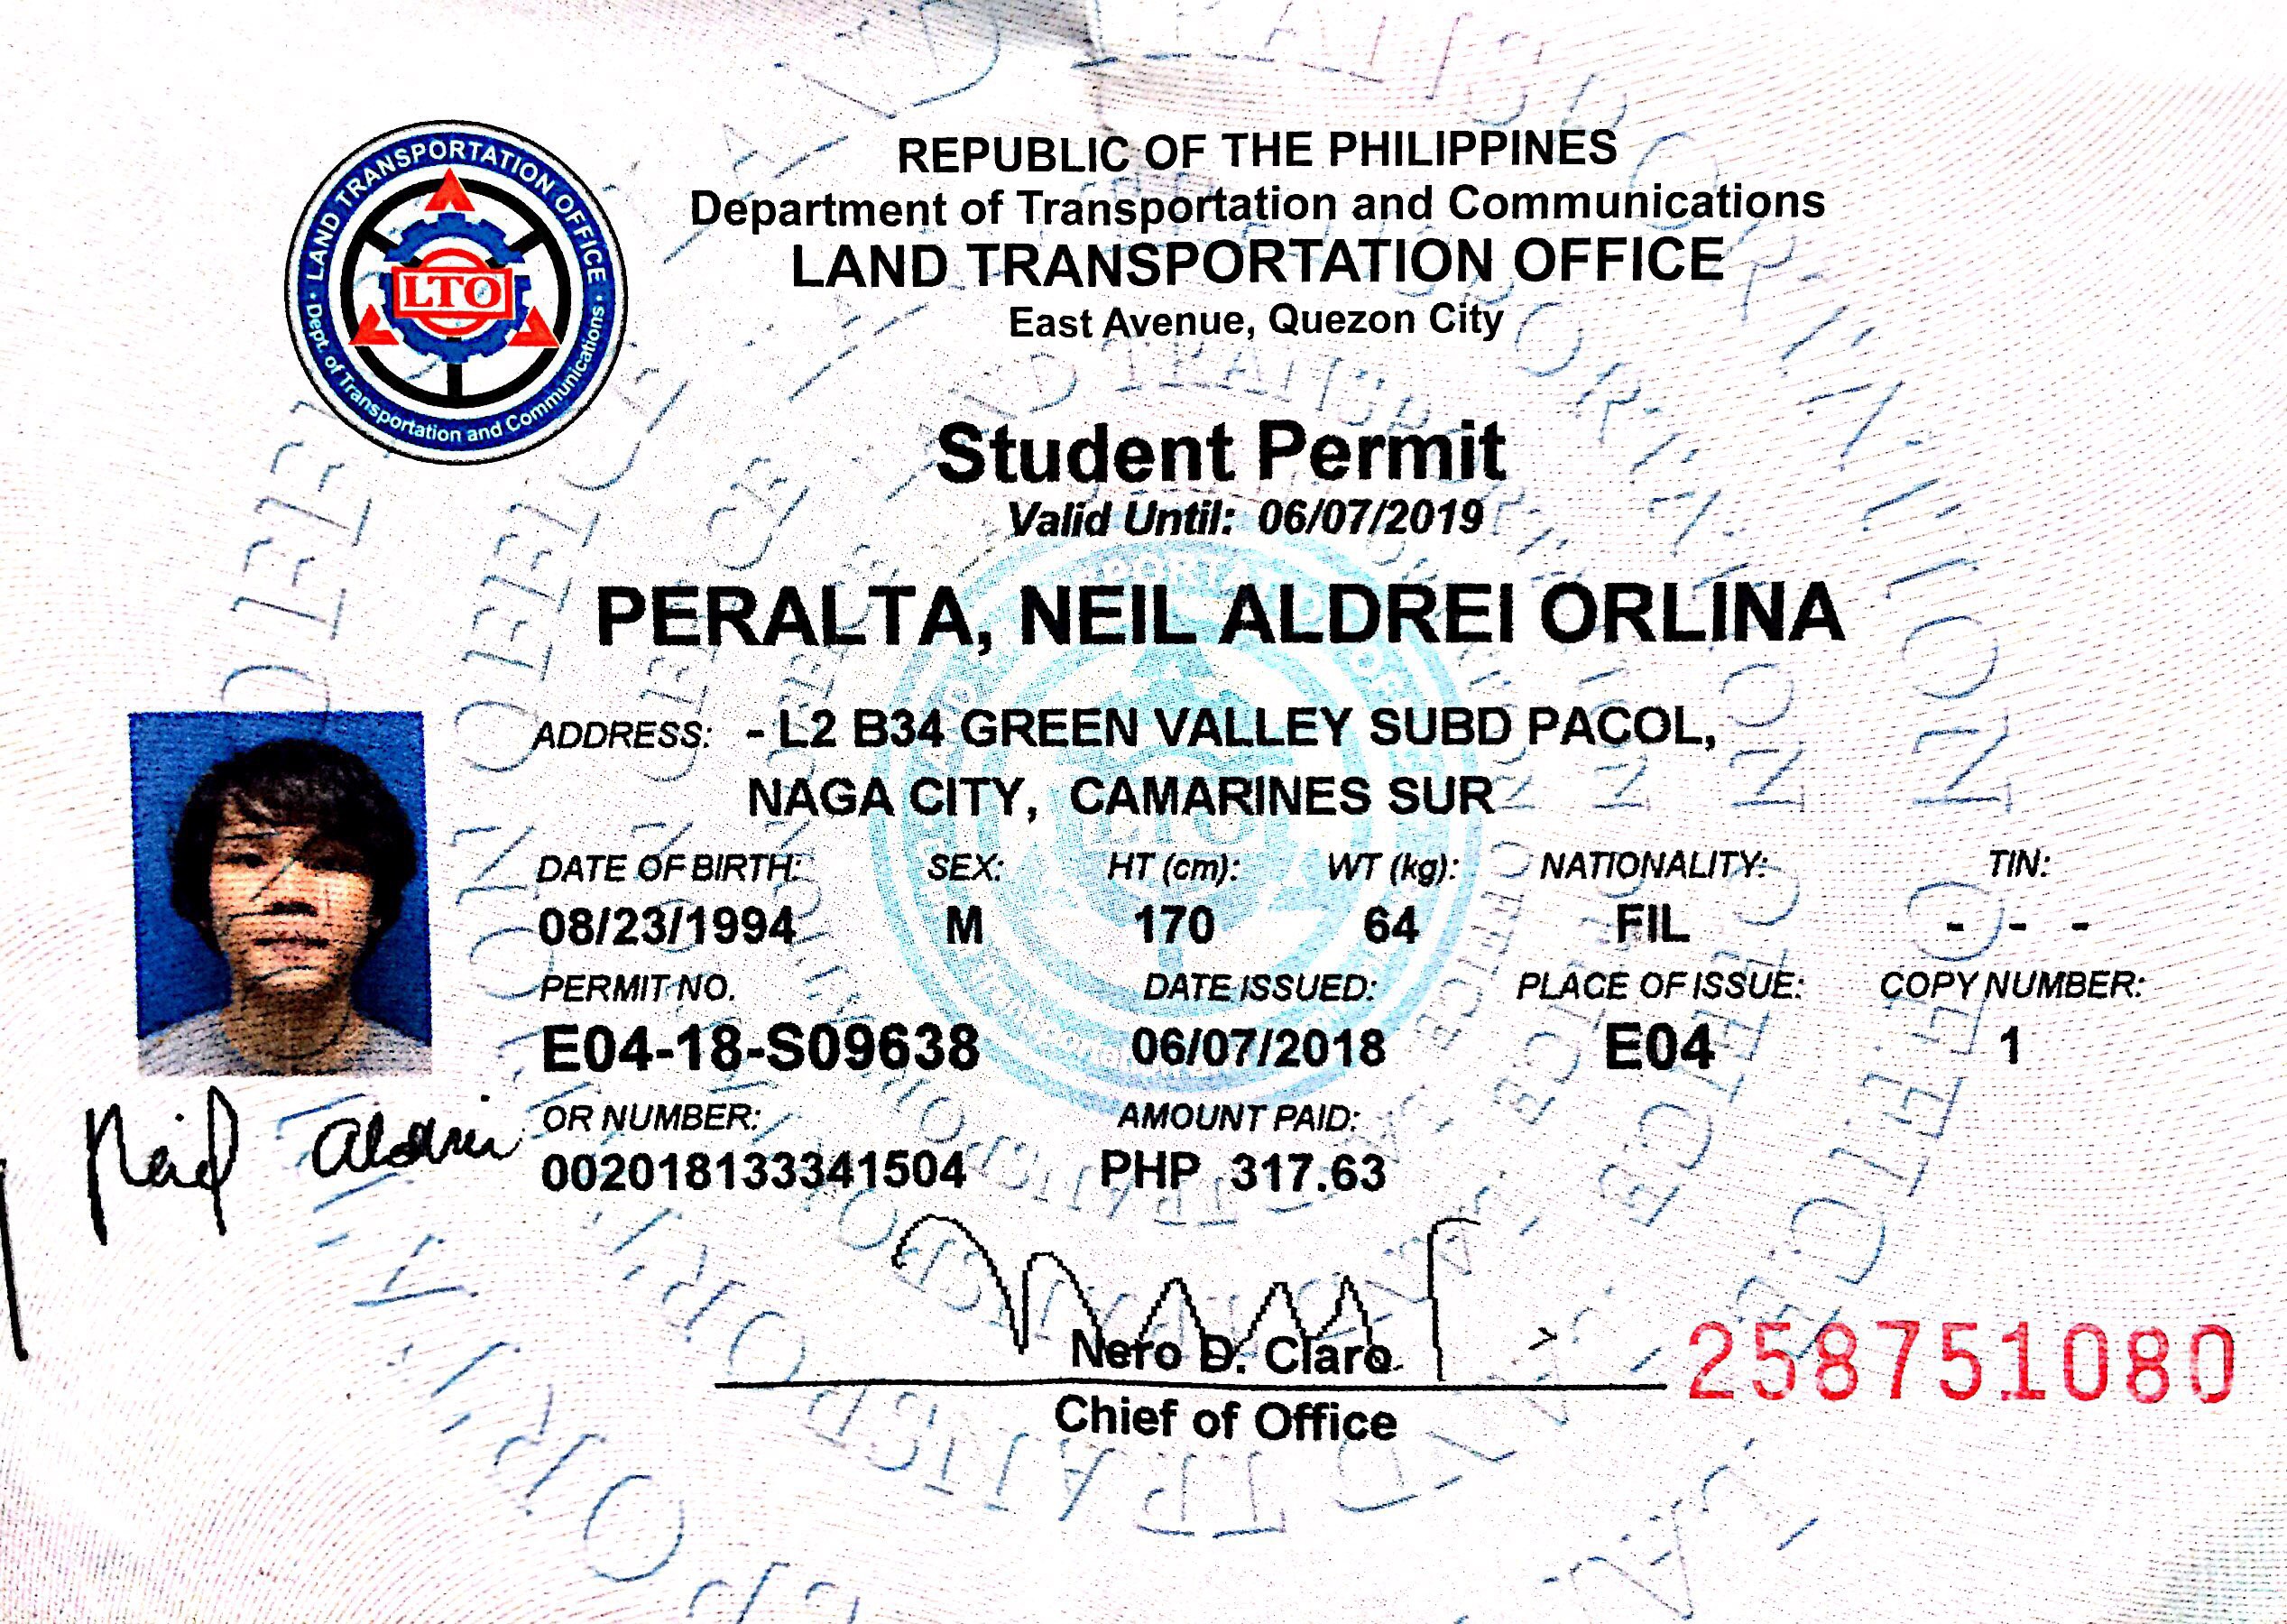 LAND TRANSPORTATION OFFICE
LTO
Dept. of Transportation and Communications
REPUBLIC OF THE PHILIPPINES
Department of Transportation and Communications
LAND TRANSPORTATION OFFICE
East Avenue, Quezon City
Student Permit
Valid Until: 06/07/2019
PERALTA, NEIL ALDREI ORLINA
ADDRESS: - L2 B34 GREEN VALLEY SUBD PACOL,
NAGA CITY, CAMARINES SUR
DATE OF BIRTH: SEX: HT (cm): WT (kg): NATIONALITY: TIN:
08/23/1994 M 170 64 FIL - - -
PERMIT NO. DATE ISSUED: PLACE OF ISSUE: COPY NUMBER:
E04-18-S09638 06/07/2018 E04 1
Neil Aldrei
OR NUMBER: AMOUNT PAID:
002018133341504 PHP 317.63
Nero D. Claro
258751080
Chief of Office